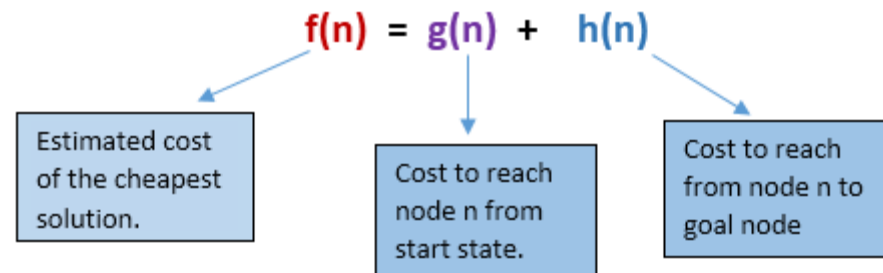 f(n) = g(n) + h(n)
Estimated cost
of the cheapest
solution.
Cost to reach
node n from
start state.
Cost to reach
from node n to
goal node